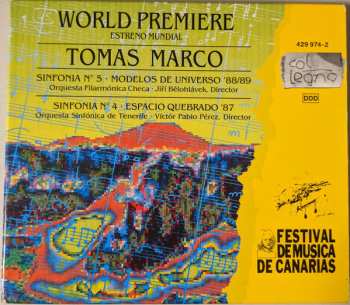 WORLD PREMIERE
ESTRENO MUNDIAL
TOMAS MARCO
SINFONIA Nº 5 · MODELOS DE UNIVERSO '88/89
Orquesta Filarmónica Checa · Jiří Bělohlávek, Director
SINFONIA Nº 4 · ESPACIO QUEBRADO '87
Orquesta Sinfónica de Tenerife · Víctor Pablo Pérez, Director
429 974-2
col legno
DDD
FESTIVAL
DE MUSICA
DE CANARIAS